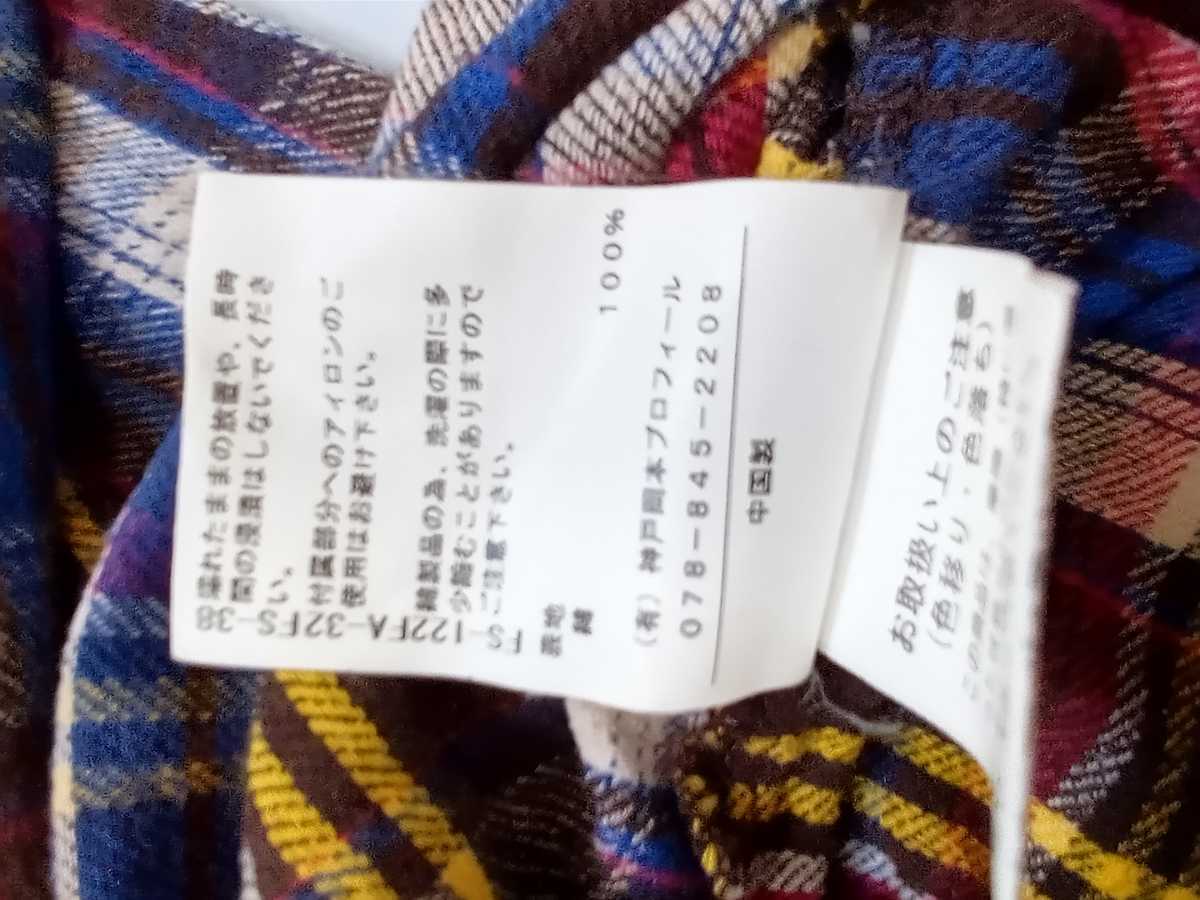 濡れたままの放置や、長時
間の浸漬はしないでくださ
い。
付属部分へのアイロンのご
使用はお避け下さい。
綿製品の為、洗濯の際に多
少縮むことがありますので
ご注意下さい。
FS-122FA-32FS-38
表地
綿 100%
(有)神戸岡本プロフィール
078-845-2208
中国製
お取扱い上のご注意
(色移り・色落ち)
この商品は